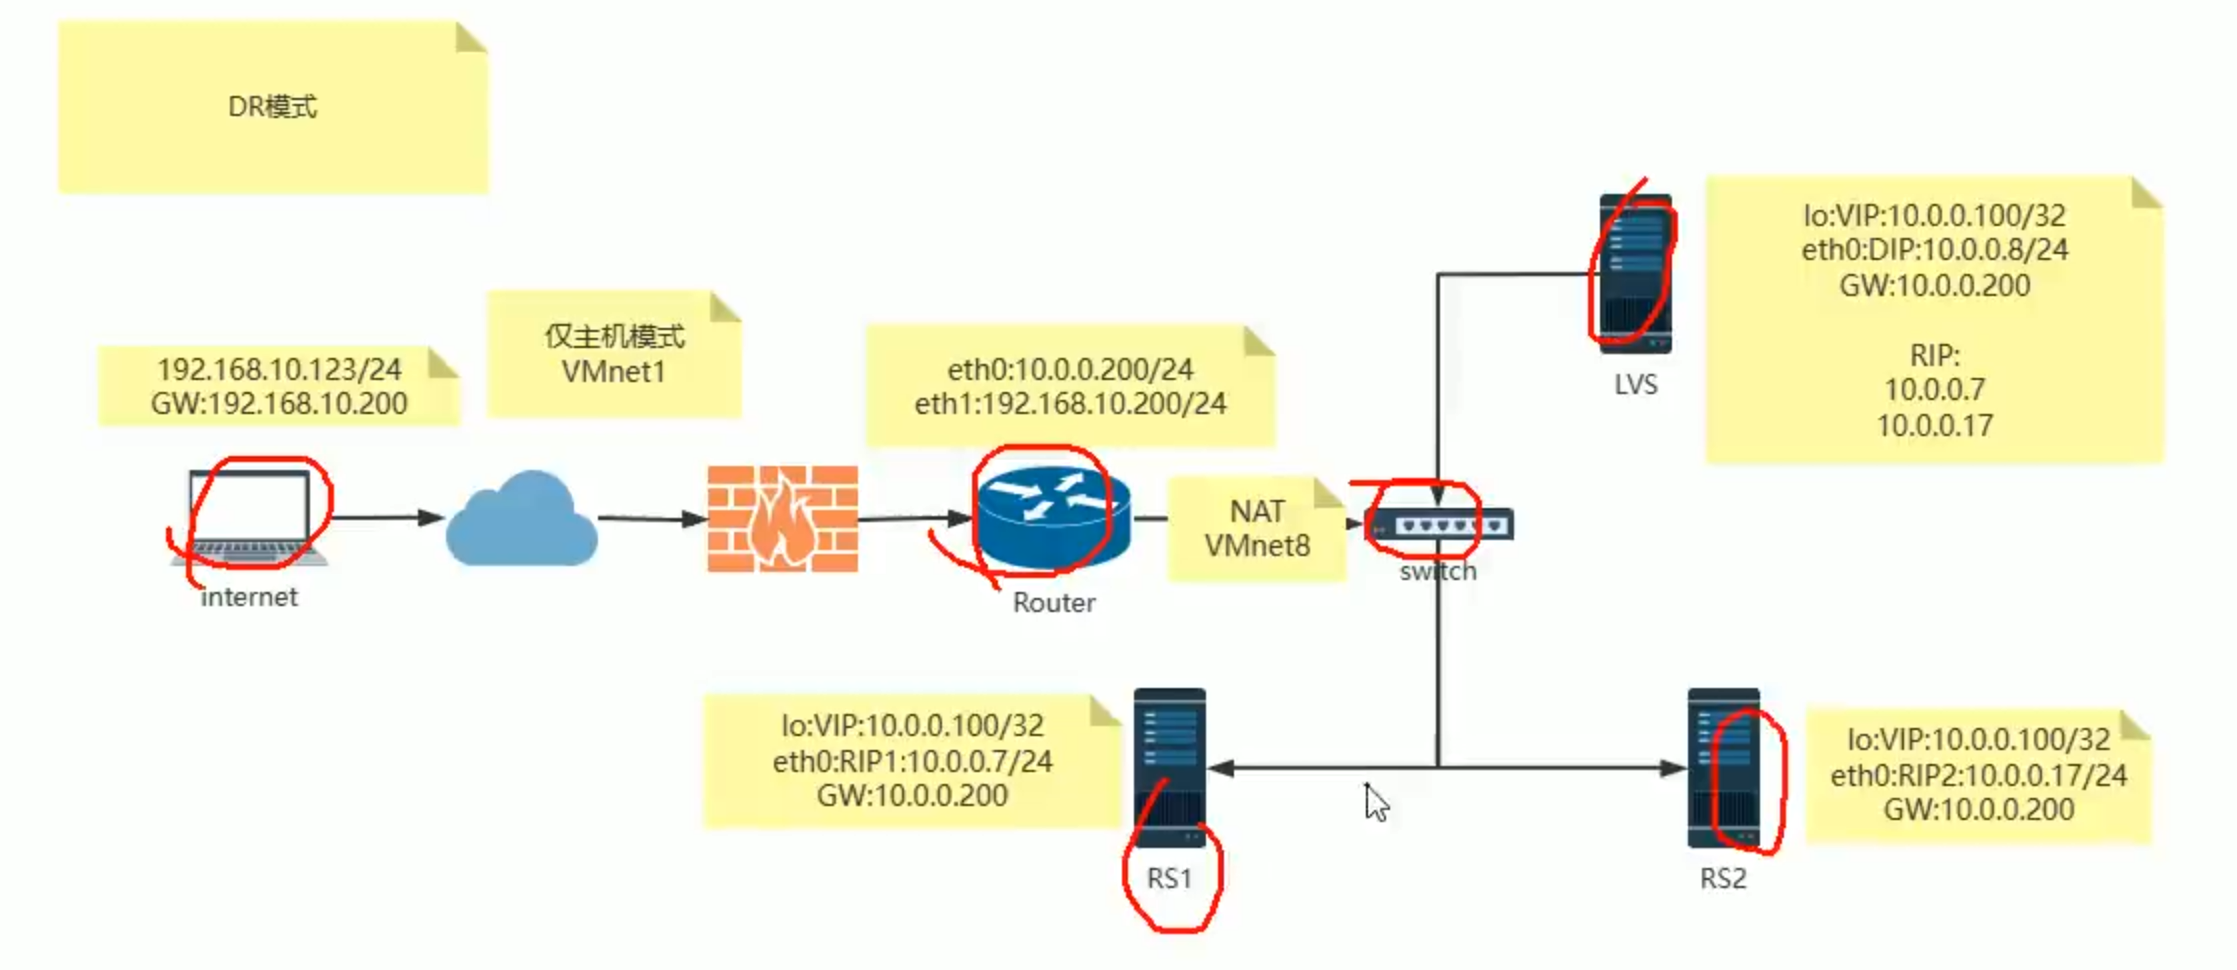 DR模式
仅主机模式
VMnet1
192.168.10.123/24
GW:192.168.10.200
eth0:10.0.0.200/24
eth1:192.168.10.200/24
lo:VIP:10.0.0.100/32
eth0:DIP:10.0.0.8/24
GW:10.0.0.200
RIP:
10.0.0.7
10.0.0.17
LVS
NAT
VMnet8
switch
internet
Router
lo:VIP:10.0.0.100/32
eth0:RIP1:10.0.0.7/24
GW:10.0.0.200
RS1
lo:VIP:10.0.0.100/32
eth0:RIP2:10.0.0.17/24
GW:10.0.0.200
RS2